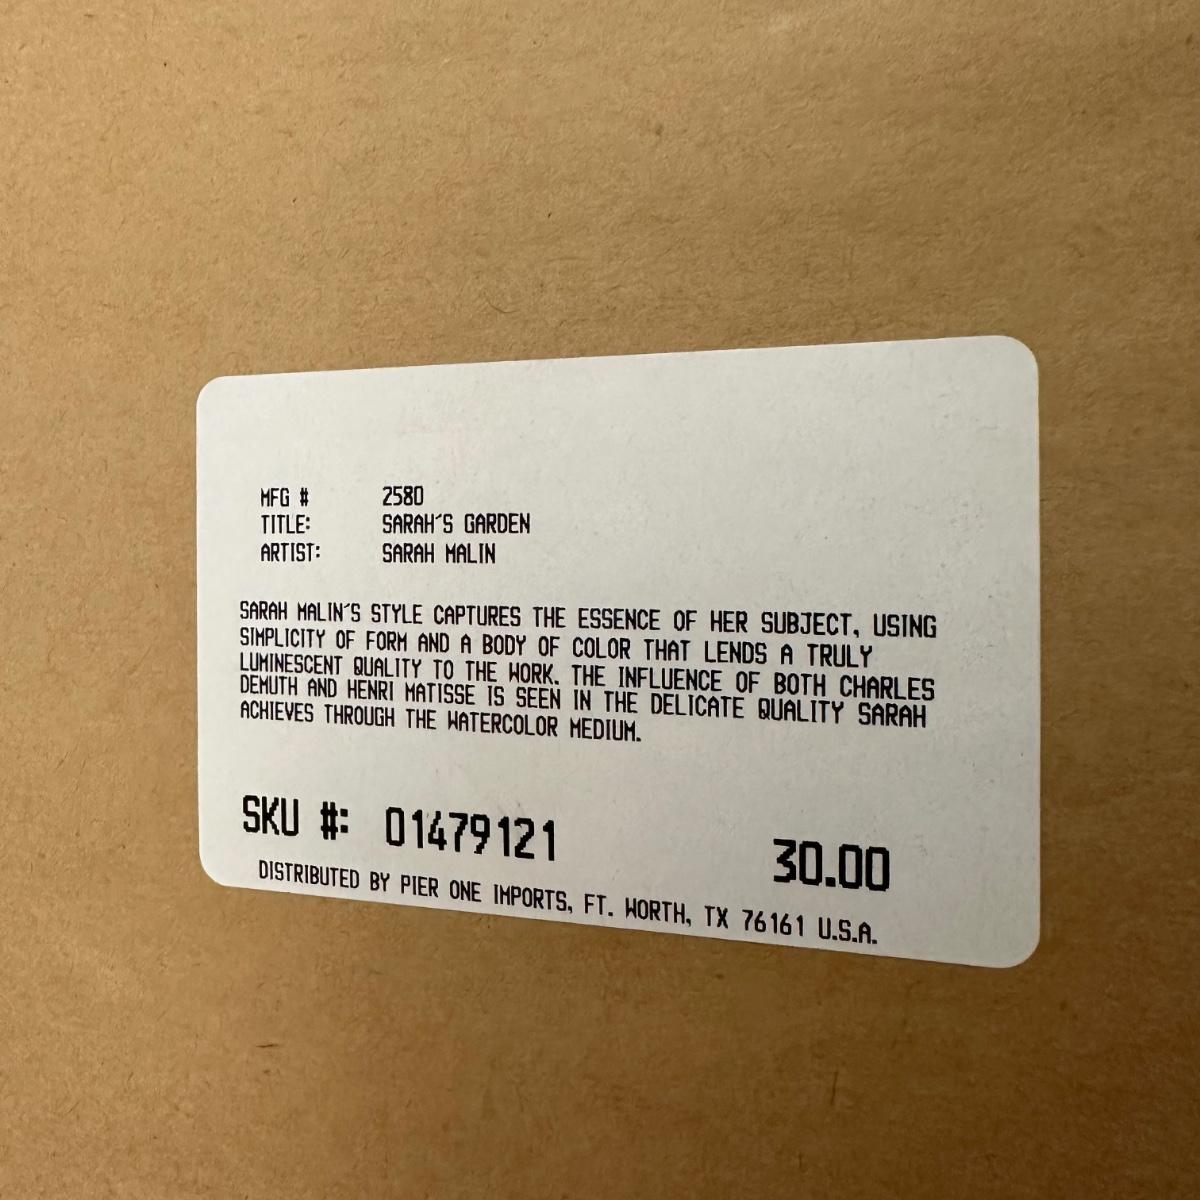 MFG # 2580
TITLE: SARAH'S GARDEN
ARTIST: SARAH MALIN
SARAH MALIN'S STYLE CAPTURES THE ESSENCE OF HER SUBJECT, USING
SIMPLICITY OF FORM AND A BODY OF COLOR THAT LENDS A TRULY
LUMINESCENT QUALITY TO THE WORK. THE INFLUENCE OF BOTH CHARLES
DEMUTH AND HENRI MATISSE IS SEEN IN THE DELICATE QUALITY SARAH
ACHIEVES THROUGH THE WATERCOLOR MEDIUM.
SKU #: 01479121 30.00
DISTRIBUTED BY PIER ONE IMPORTS, FT. WORTH, TX 76161 U.S.A.